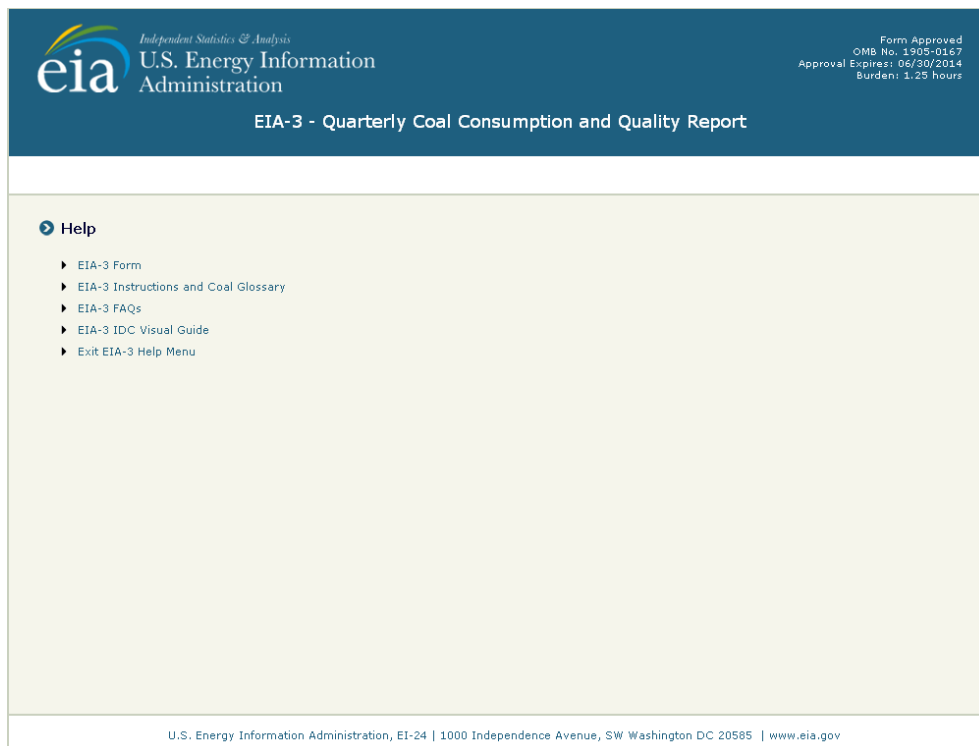 Independent Statistics & Analysis
eia
U.S. Energy Information
Administration
Form Approved
OMB No. 1905-0167
Approval Expires: 06/30/2014
Burden: 1.25 hours
EIA-3 - Quarterly Coal Consumption and Quality Report
Help
EIA-3 Form
EIA-3 Instructions and Coal Glossary
EIA-3 FAQs
EIA-3 IDC Visual Guide
Exit EIA-3 Help Menu
U.S. Energy Information Administration, EI-24 | 1000 Independence Avenue, SW Washington DC 20585 | www.eia.gov